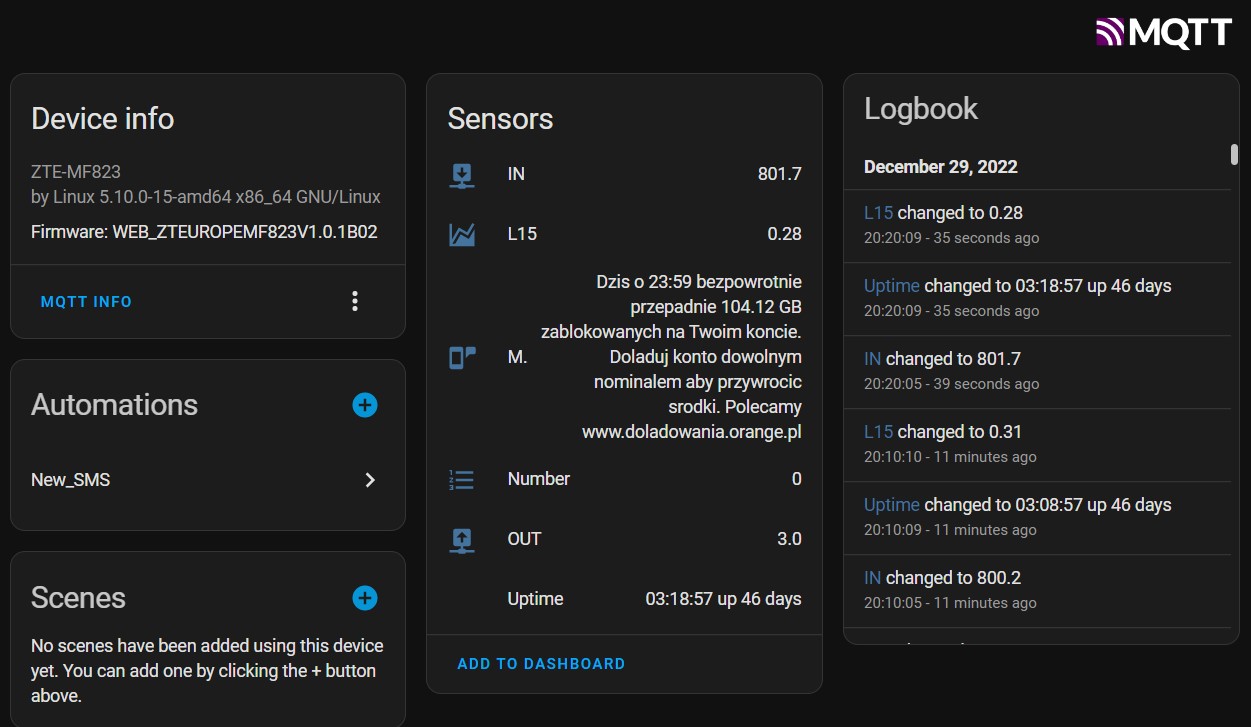 MQTT
Device info
ZTE-MF823
by Linux 5.10.0-15-amd64 x86_64 GNU/Linux
Firmware: WEB_ZTEUROPEMF823V1.0.1B02
MQTT INFO
Automations
New_SMS
Scenes
No scenes have been added using this device
yet. You can add one by clicking the + button
above.
Sensors
IN 801.7
L15 0.28
Dzis o 23:59 bezpowrotnie
przepadnie 104.12 GB
zablokowanych na Twoim koncie.
M. Doladuj konto dowolnym
nominalem aby przywrocic
srodki. Polecamy
www.doladowania.orange.pl
1 2 3
Number 0
OUT 3.0
Uptime 03:18:57 up 46 days
ADD TO DASHBOARD
Logbook
December 29, 2022
L15 changed to 0.28
20:20:09 - 35 seconds ago
Uptime changed to 03:18:57 up 46 days
20:20:09 - 35 seconds ago
IN changed to 801.7
20:20:05 - 39 seconds ago
L15 changed to 0.31
20:10:10 - 11 minutes ago
Uptime changed to 03:08:57 up 46 days
20:10:09 - 11 minutes ago
IN changed to 800.2
20:10:05 - 11 minutes ago